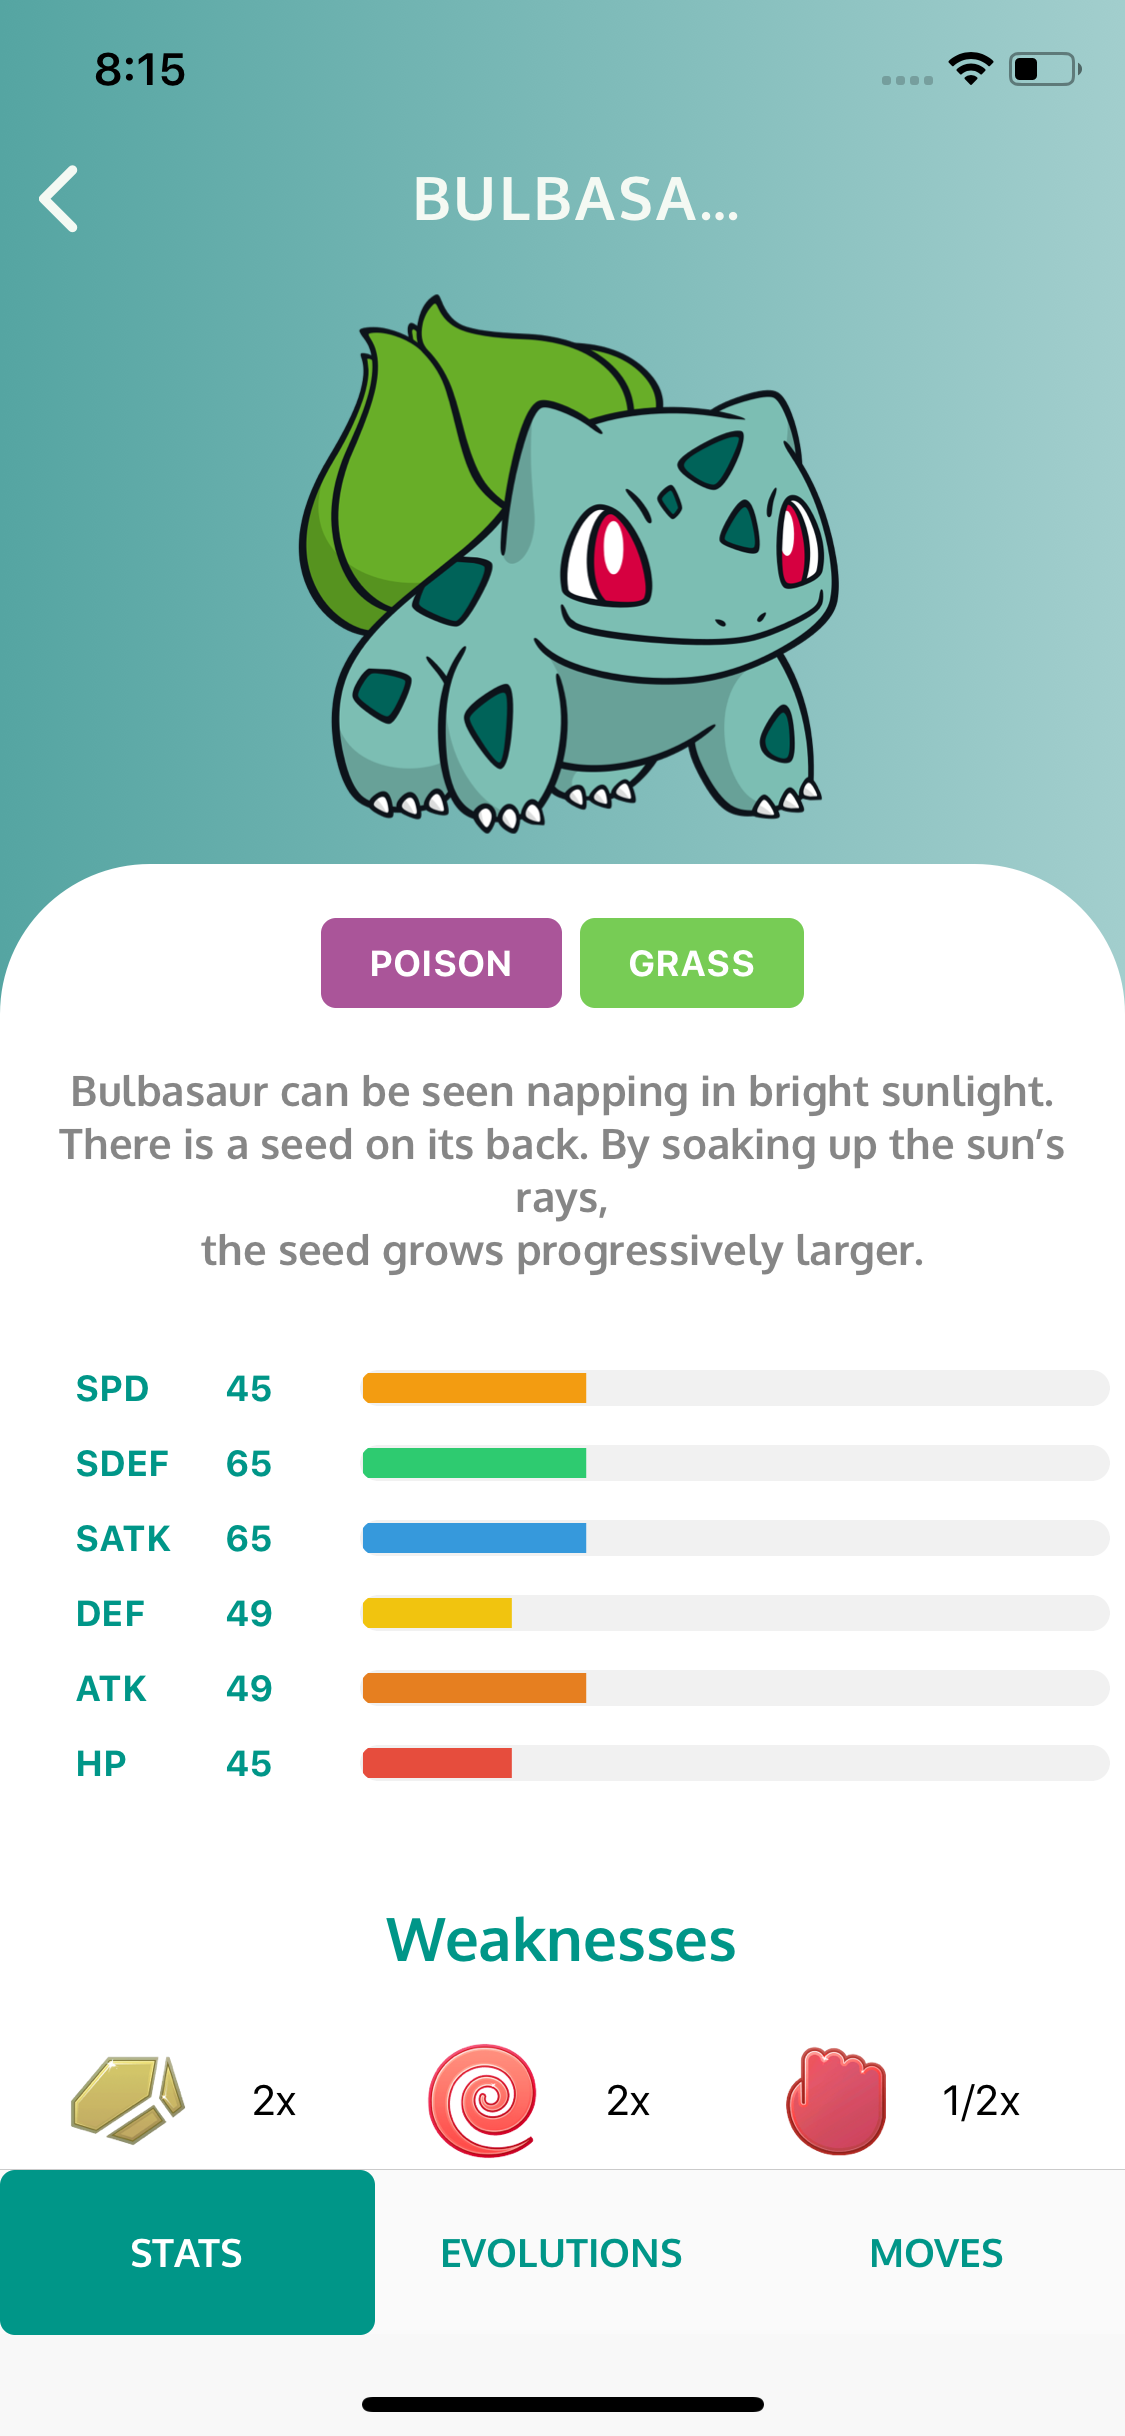 8:15
BULBASA...
POISON GRASS
Bulbasaur can be seen napping in bright sunlight.
There is a seed on its back. By soaking up the sun’s
rays,
the seed grows progressively larger.
SPD 45
SDEF 65
SATK 65
DEF 49
ATK 49
HP 45
Weaknesses
2x 2x 1/2x
STATS EVOLUTIONS MOVES